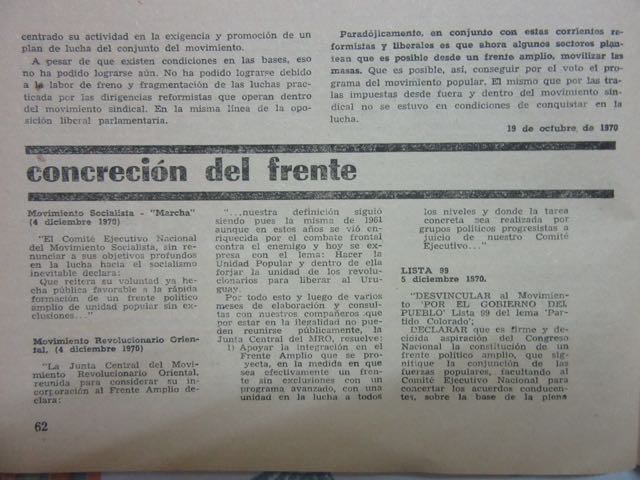 centrado su actividad en la exigencia y promoción de un
plan de lucha del conjunto del movimiento.
A pesar de que existen condiciones en las bases, eso
no ha podido lograrse aún. No ha podido lograrse debido
a la labor de freno y fragmentación de las luchas prac-
ticada por las dirigencias reformistas que operan dentro
del movimiento sindical. En la misma línea de la opo-
sición liberal parlamentaria.
Paradójicamente, en conjunto con estas corrientes re-
formistas y liberales es que ahora algunos sectores plan-
tean que es posible desde un frente amplio, movilizar las
masas. Que es posible, así, conseguir por el voto el pro-
grama del movimiento popular. El mismo que por las tra-
bas impuestas desde fuera y dentro del movimiento sin-
dical no se estuvo en condiciones de conquistar en la
lucha.
19 de octubre de 1970
concreción del frente
Movimiento Socialista - "Marcha"
(4 diciembre 1970)
"El Comité Ejecutivo Nacional
del Movimiento Socialista, sin re-
nunciar a sus objetivos profundos
en la lucha hacia el socialismo
inevitable declara:
Que reitera su voluntad ya he-
cha pública favorable a la rápida
formación de un frente político
amplio de unidad popular sin ex-
clusiones..."
Movimiento Revolucionario Orien-
tal, (4 diciembre 1970)
"La Junta Central del Movi-
miento Revolucionario Oriental,
reunida para considerar su in-
corporación al Frente Amplio de-
clara:
"...nuestra definición siguió
siendo pues la misma de 1961
aunque en estos años se vió en-
riquecida por el combate frontal
contra el enemigo y hoy se ex-
presa con el lema: Hacer la
Unidad Popular y dentro de ella
forjar la unidad de los revolu-
cionarios para liberar al Uru-
guay.
Por todo esto y luego de varios
meses de elaboración y consul-
tas con nuestros compañeros que
por estar en la ilegalidad no pue-
den reunirse públicamente, la
Junta Central del MRO, resuelve:
1) Apoyar la integración en el
Frente Amplio que se pro-
yecta, en la medida en que
sea efectivamente un fren-
te sin exclusiones con un
programa avanzado, con una
unidad en la lucha a todos
los niveles y donde la tarea
concreta sea realizada por
grupos políticos progresistas a
juicio de nuestro Comité
Ejecutivo..."
LISTA 99
5 diciembre 1970.
"DESVINCULAR al Movimien-
to 'POR EL GOBIERNO DEL
PUEBLO' Lista 99 del lema 'Par-
tido Colorado';
DECLARAR que es firme y de-
cidida aspiración del Congreso
Nacional la constitución de un
frente político amplio, que sig-
nifique la conjunción de las
fuerzas populares, facultando al
Comité Ejecutivo Nacional para
concertar los acuerdos conducen-
tes, sobre la base de la plena
62